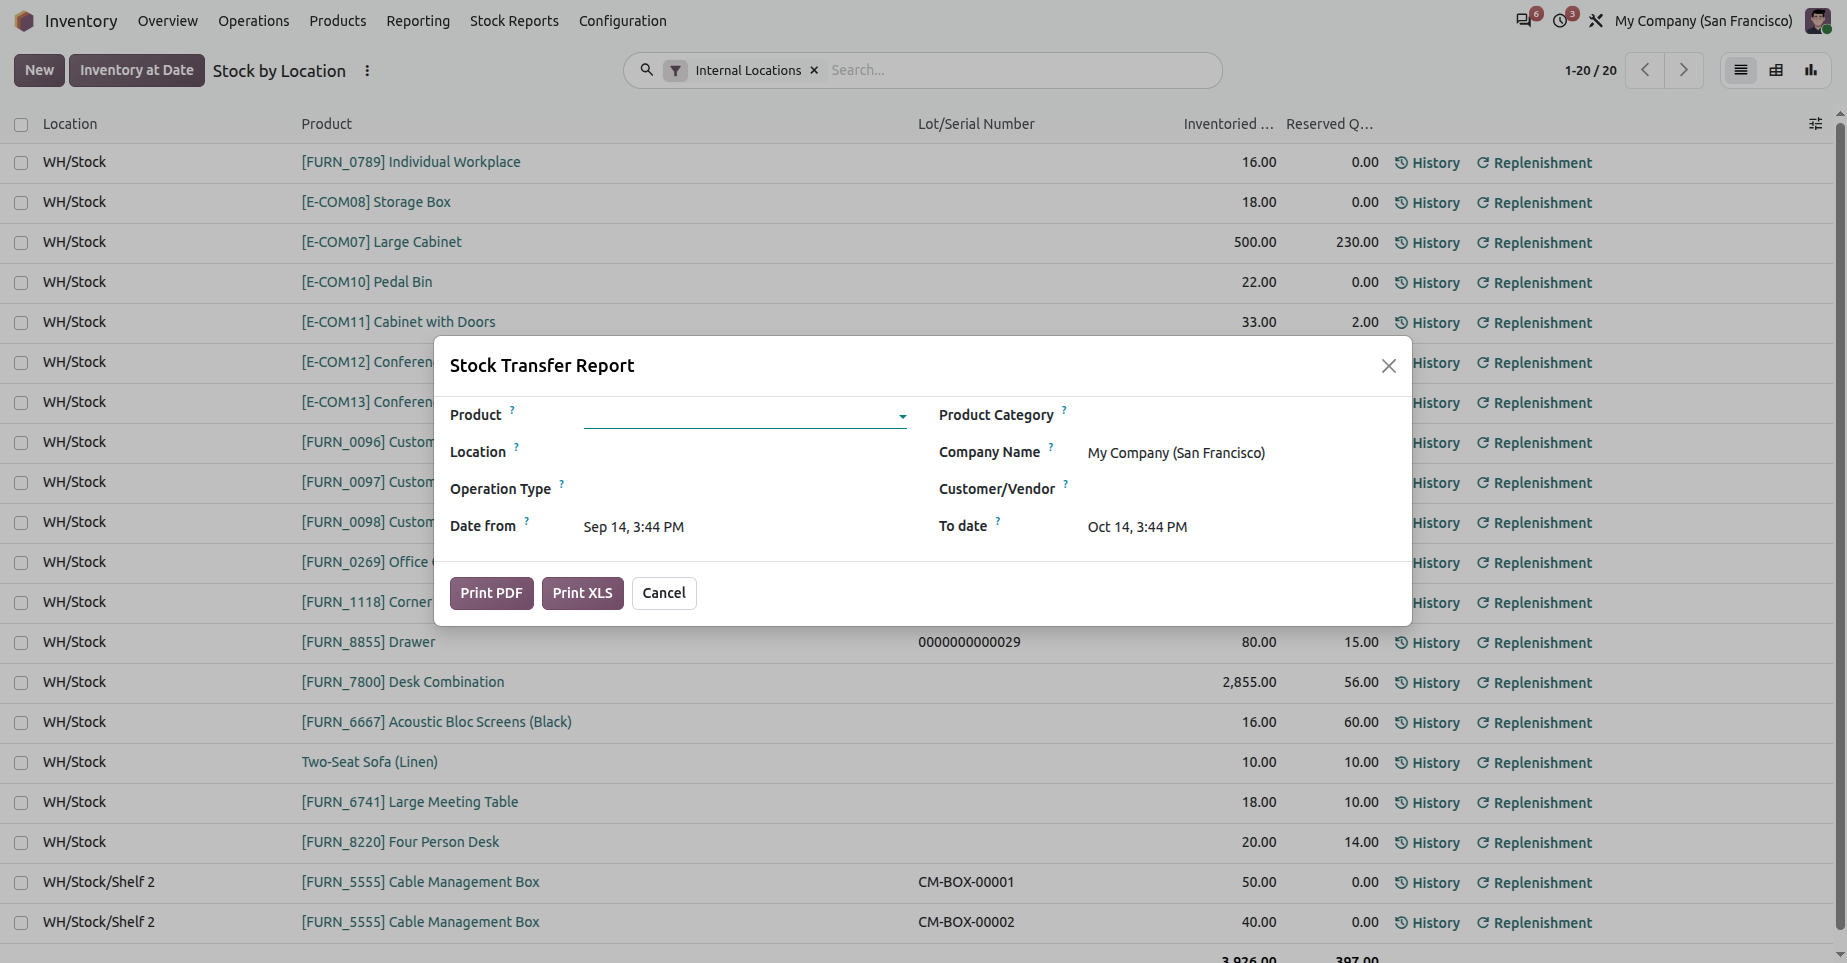 Inventory Overview Operations Products Reporting Stock Reports Configuration 6 3 My Company (San Francisco)
New Inventory at Date Stock by Location Internal Locations × Search... 1-20 / 20
Location Product Lot/Serial Number Inventoried ... Reserved Q...
WH/Stock [FURN_0789] Individual Workplace 16.00 0.00 History Replenishment
WH/Stock [E-COM08] Storage Box 18.00 0.00 History Replenishment
WH/Stock [E-COM07] Large Cabinet 500.00 230.00 History Replenishment
WH/Stock [E-COM10] Pedal Bin 22.00 0.00 History Replenishment
WH/Stock [E-COM11] Cabinet with Doors 33.00 2.00 History Replenishment
WH/Stock [E-COM12] Conferen History Replenishment
WH/Stock [E-COM13] Conferen History Replenishment
WH/Stock [FURN_0096] Custom History Replenishment
WH/Stock [FURN_0097] Custom History Replenishment
WH/Stock [FURN_0098] Custom History Replenishment
WH/Stock [FURN_0269] Office History Replenishment
WH/Stock [FURN_1118] Corner History Replenishment
Stock Transfer Report
Product ? Product Category ?
Location ? Company Name ? My Company (San Francisco)
Operation Type ? Customer/Vendor ?
Date from ? Sep 14, 3:44 PM To date ? Oct 14, 3:44 PM
Print PDF Print XLS Cancel
WH/Stock [FURN_8855] Drawer 0000000000029 80.00 15.00 History Replenishment
WH/Stock [FURN_7800] Desk Combination 2,855.00 56.00 History Replenishment
WH/Stock [FURN_6667] Acoustic Bloc Screens (Black) 16.00 60.00 History Replenishment
WH/Stock Two-Seat Sofa (Linen) 10.00 10.00 History Replenishment
WH/Stock [FURN_6741] Large Meeting Table 18.00 10.00 History Replenishment
WH/Stock [FURN_8220] Four Person Desk 20.00 14.00 History Replenishment
WH/Stock/Shelf 2 [FURN_5555] Cable Management Box CM-BOX-00001 50.00 0.00 History Replenishment
WH/Stock/Shelf 2 [FURN_5555] Cable Management Box CM-BOX-00002 40.00 0.00 History Replenishment
3,926.00 397.00